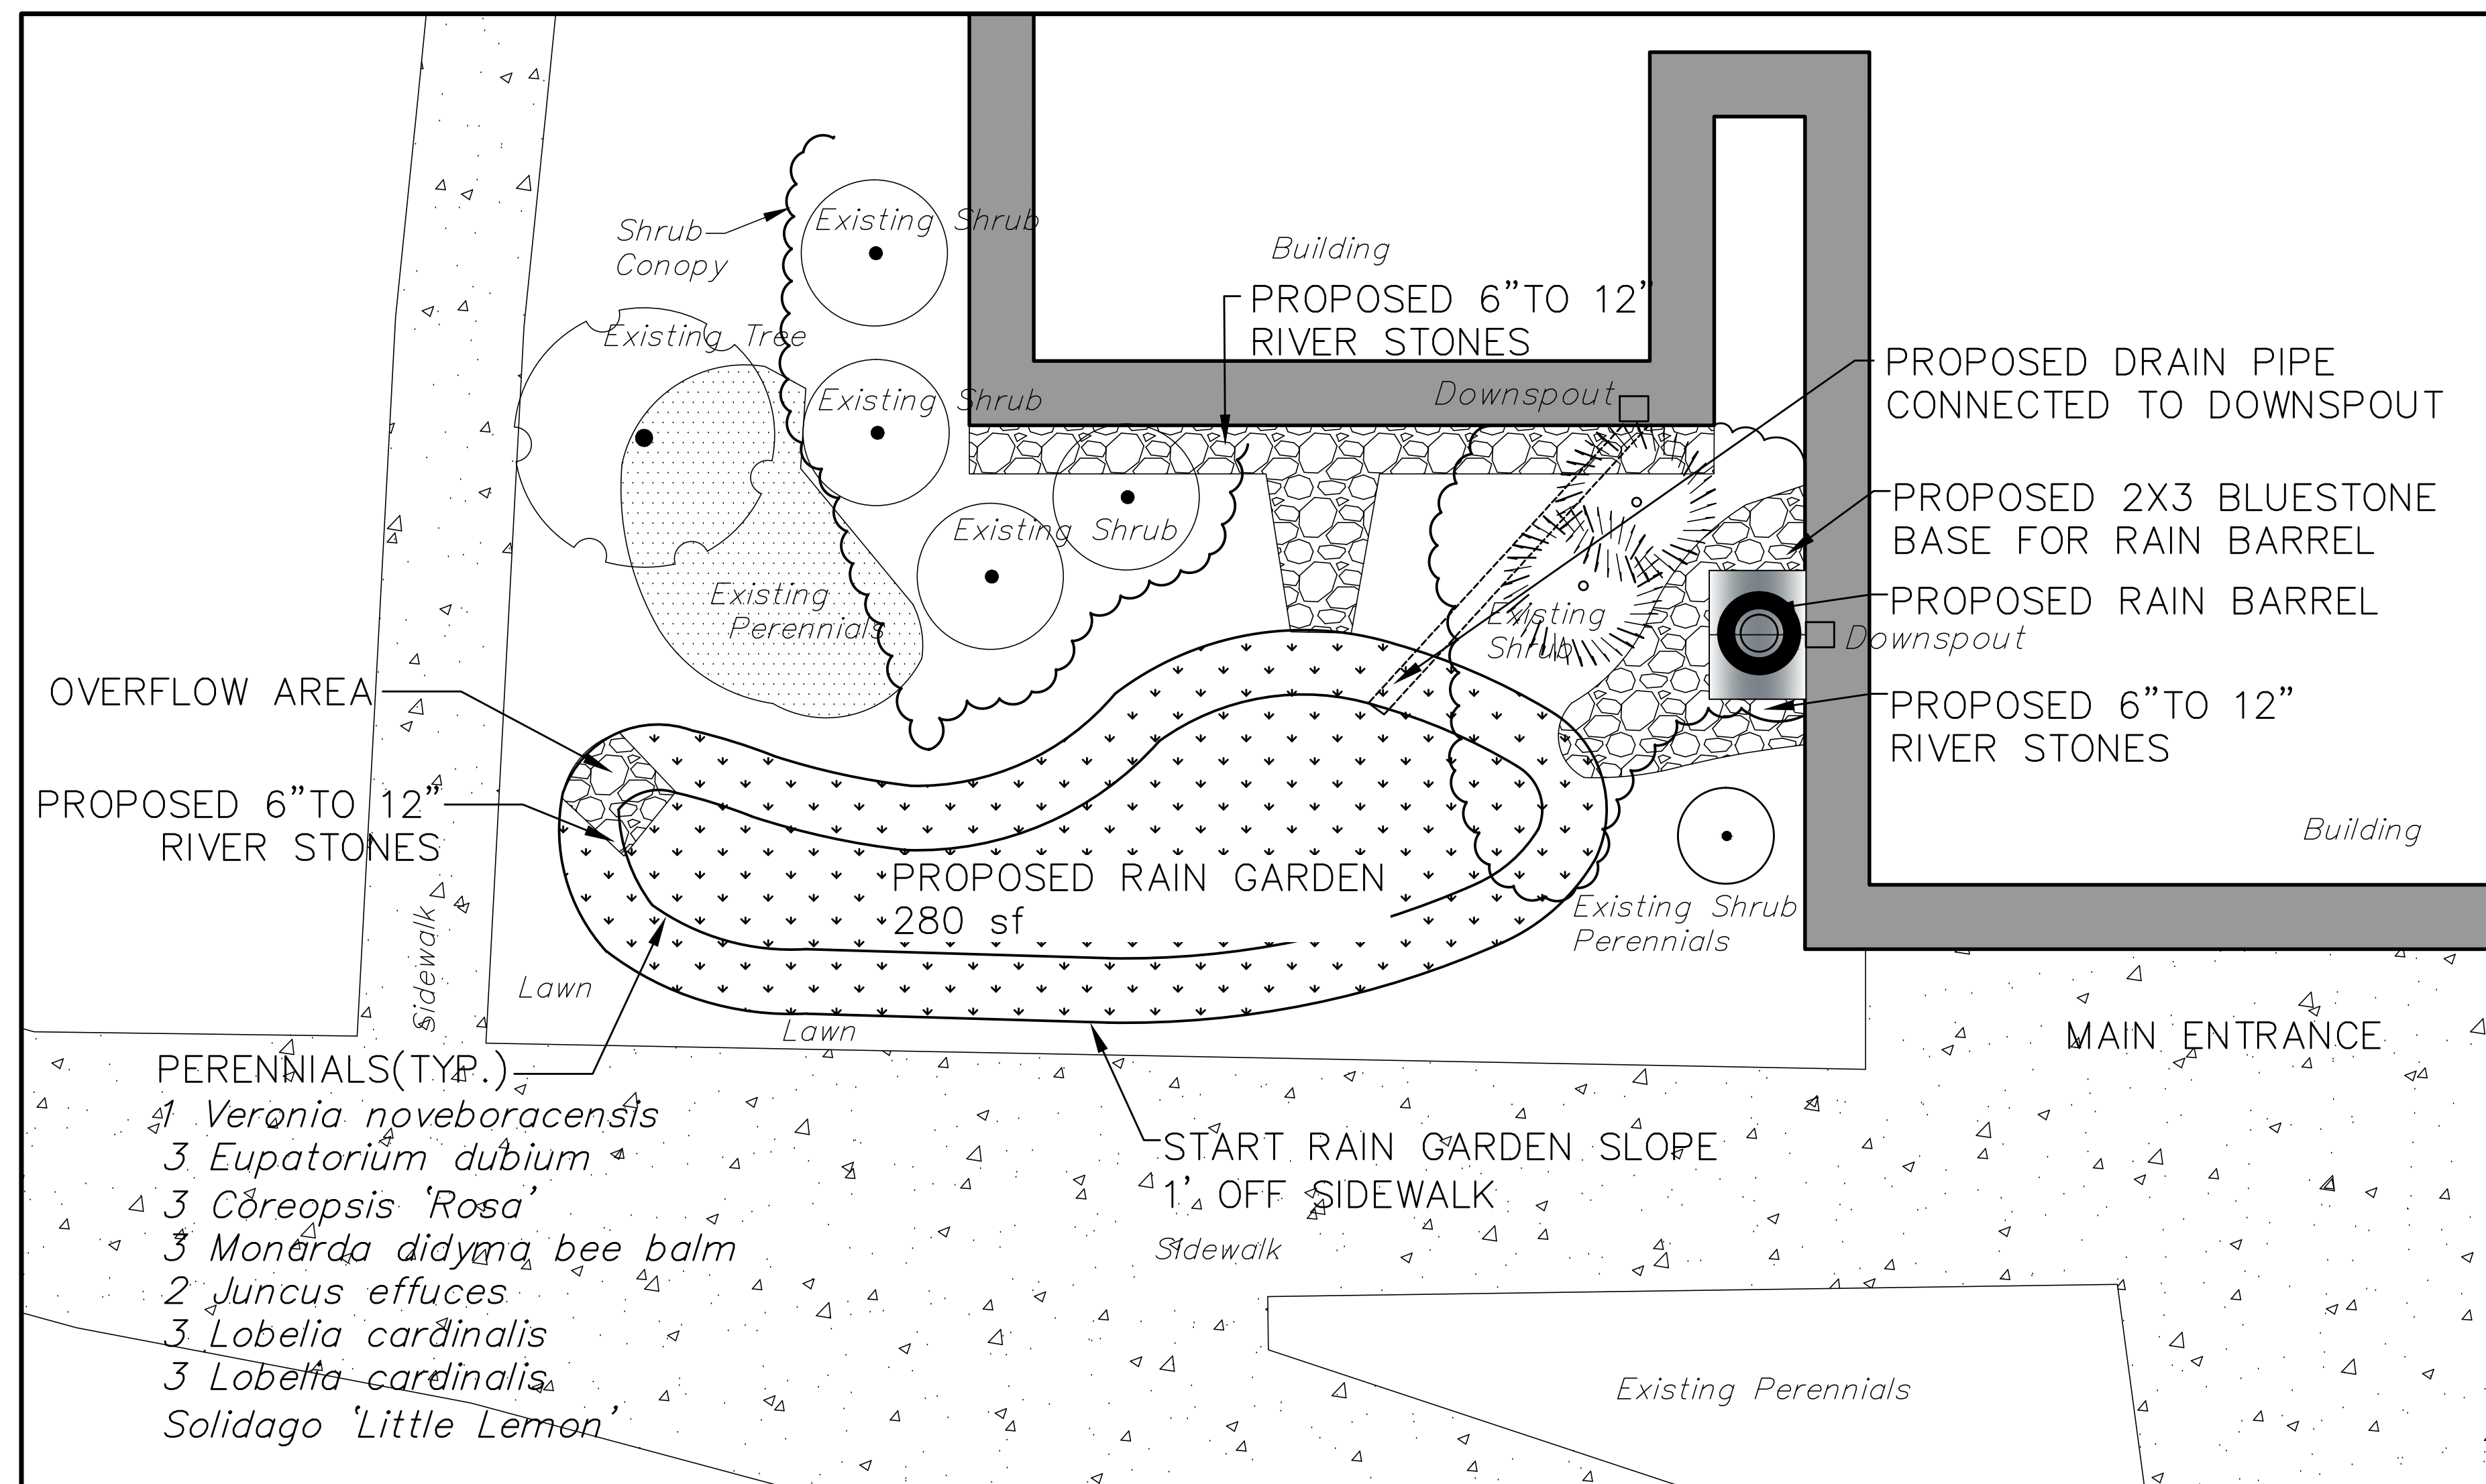 Shrub
Conopy
Existing Shrub
Existing Tree
Existing Shrub
Existing Shrub
Existing
Perennials
Building
PROPOSED 6”TO 12”
RIVER STONES
Downspout
PROPOSED DRAIN PIPE
CONNECTED TO DOWNSPOUT
PROPOSED 2X3 BLUESTONE
BASE FOR RAIN BARREL
PROPOSED RAIN BARREL
Downspout
PROPOSED 6”TO 12”
RIVER STONES
Existing
Shrub
Building
OVERFLOW AREA
PROPOSED 6”TO 12”
RIVER STONES
PROPOSED RAIN GARDEN
280 sf
Existing Shrub
Perennials
Sidewalk
Lawn
Lawn
MAIN ENTRANCE
PERENNIALS(TYP.)
1 Veronia noveboracensis
3 Eupatorium dubium
3 Coreopsis ‘Rosa’
3 Monarda didyma bee balm
2 Juncus effuces
3 Lobelia cardinalis
3 Lobelia cardinalis
Solidago ‘Little Lemon’
START RAIN GARDEN SLOPE
1’ OFF SIDEWALK
Sidewalk
Existing Perennials